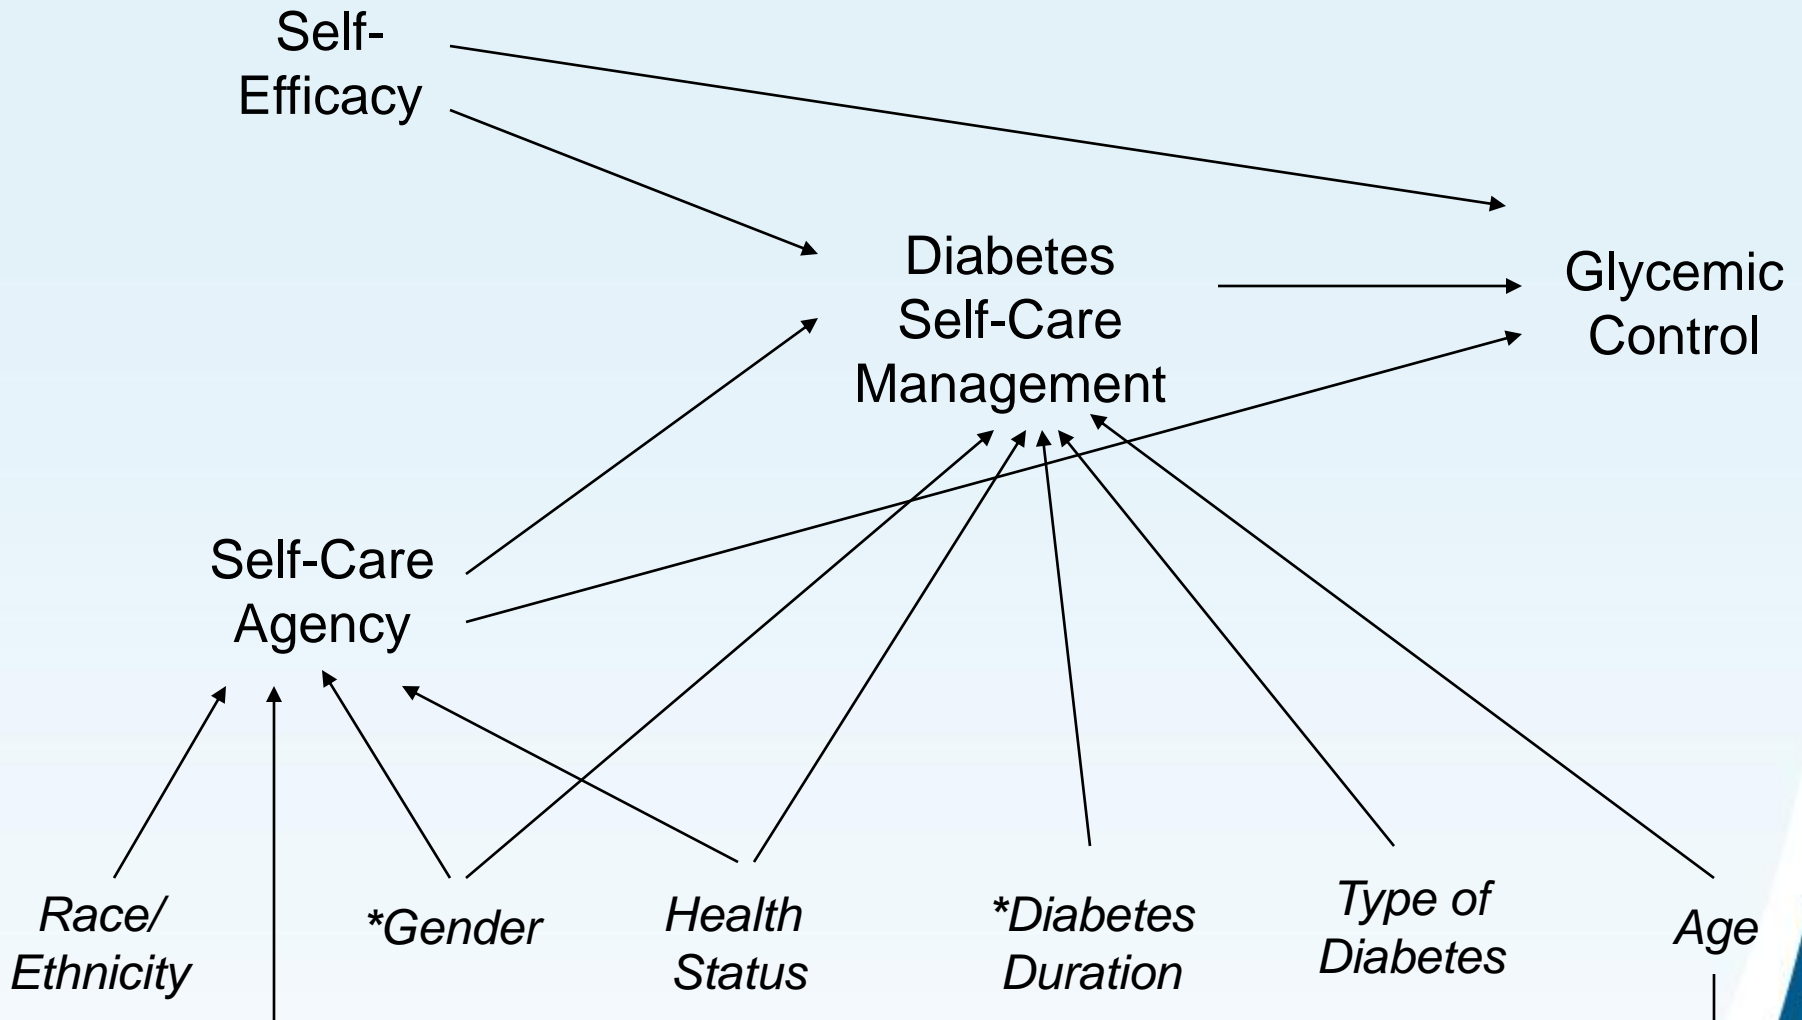 Self-
Efficacy
Diabetes
Self-Care
Management
Glycemic
Control
Self-Care
Agency
Race/
Ethnicity
*Gender
Health
Status
*Diabetes
Duration
Type of
Diabetes
Age